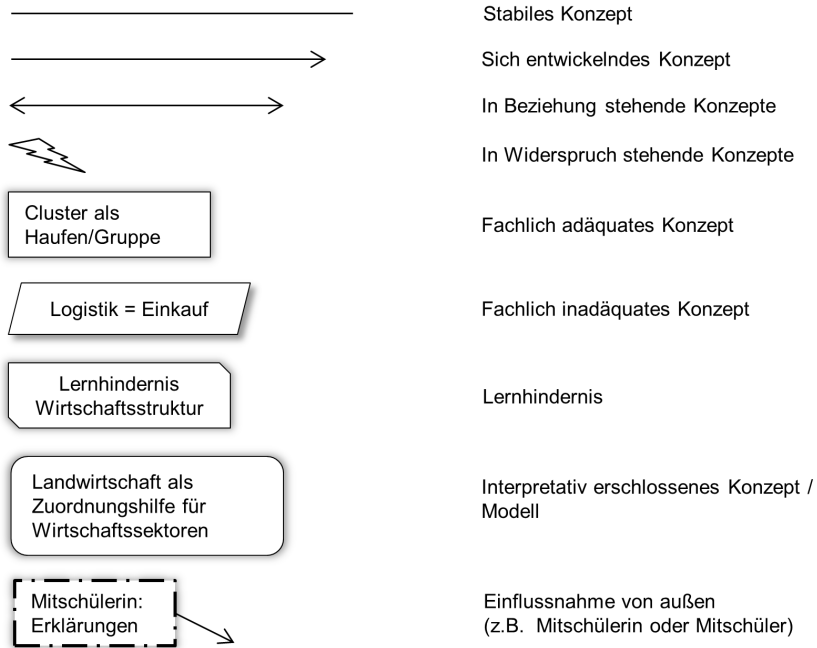 Stabiles Konzept
Sich entwickelndes Konzept
In Beziehung stehende Konzepte
In Widerspruch stehende Konzepte
Cluster als
Haufen/Gruppe
Fachlich adäquates Konzept
Logistik = Einkauf
Fachlich inadäquates Konzept
Lernhindernis
Wirtschaftsstruktur
Lernhindernis
Landwirtschaft als
Zuordnungshilfe für
Wirtschaftssektoren
Interpretativ erschlossenes Konzept /
Modell
Mitschülerin:
Erklärungen
Einflussnahme von außen
(z.B. Mitschülerin oder Mitschüler)